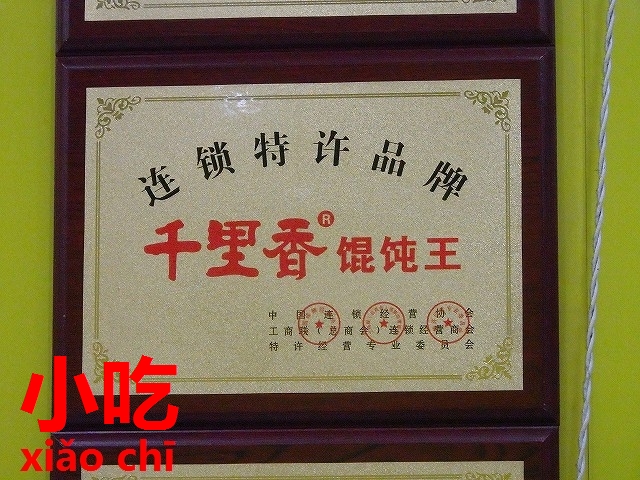 连锁特许品牌
千里香® 馄饨王
中国连锁经营协会
工商联(总商会)连锁经营商会
特许经营专业委员会
小吃
xiǎo chī